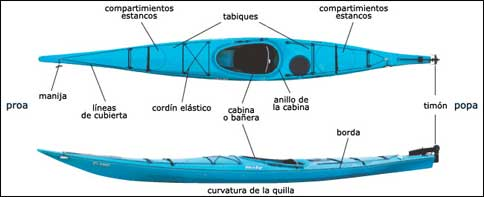 compartimientos
estancos
tabiques
compartimientos
estancos
proa
manija
líneas
de cubierta
cordín elástico
cabina
o bañera
anillo de
la cabina
timón
popa
borda
curvatura de la quilla